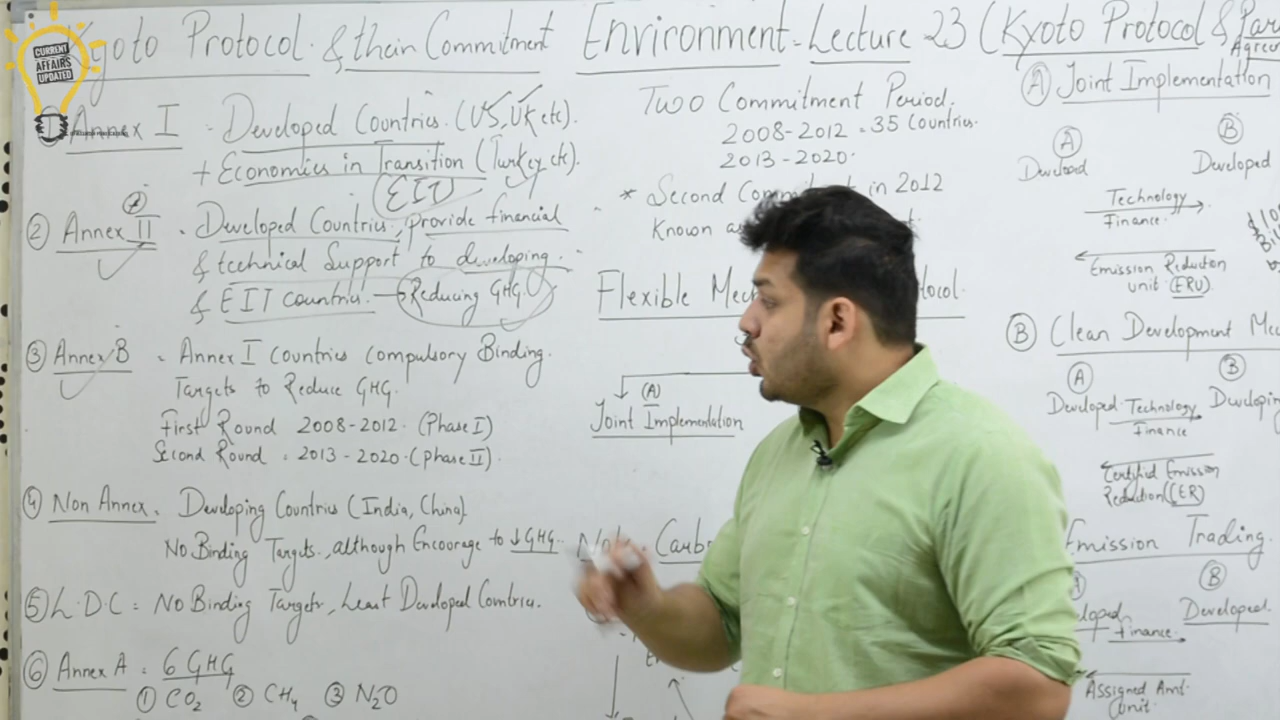 CURRENT
AFFAIRS
UPDATED
Kyoto Protocol & their Commitment
Environment - Lecture 23 (Kyoto Protocol &
① Annex I - Developed Countries (US, UK etc).
+ Economies in Transition (Turkey etc).
EIT
② Annex II - Developed Countries, provide financial
& technical Support to developing.
& EIT countries → Reducing GHG
③ Annex B = Annex I Countries Compulsory Binding.
Targets to Reduce GHG.
First Round 2008-2012. (Phase I)
Second Round = 2013-2020. (Phase II)
④ Non Annex. Developing Countries (India, China)
No Binding Targets, although Encourage to ↓ GHG
⑤ L.D.C = No Binding Targets, Least Developed Countries.
⑥ Annex A = 6 GHG
① CO₂ ② CH₄ ③ N₂O
Two Commitment Period.
2008-2012 = 35 Countries.
2013-2020.
* Second in 2012
Known as
Flexible
(A)
Joint Implementation
Ⓐ Joint Implementation
Ⓐ Ⓑ
Developed Developed
Technology
Finance.
Emission Reduction
unit (ERU)
Ⓑ Clean Development
Ⓐ Ⓑ
Developed Technology
Finance
Certified Emission
Reduction (CER)
Emission Trading.
Ⓑ
Developed
Finance
Assigned Amt.
Unit.